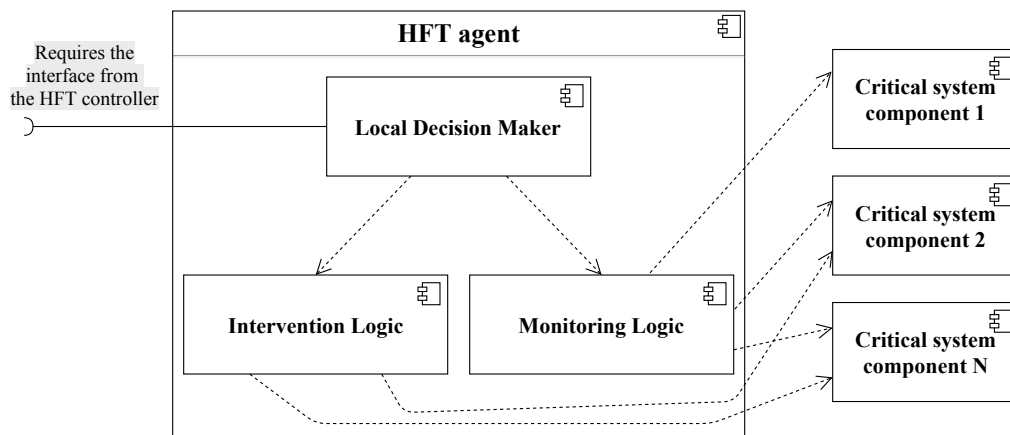 HFT agent
Requires the
interface from
the HFT controller
Local Decision Maker
Critical system
component 1
Critical system
component 2
Intervention Logic
Monitoring Logic
Critical system
component N